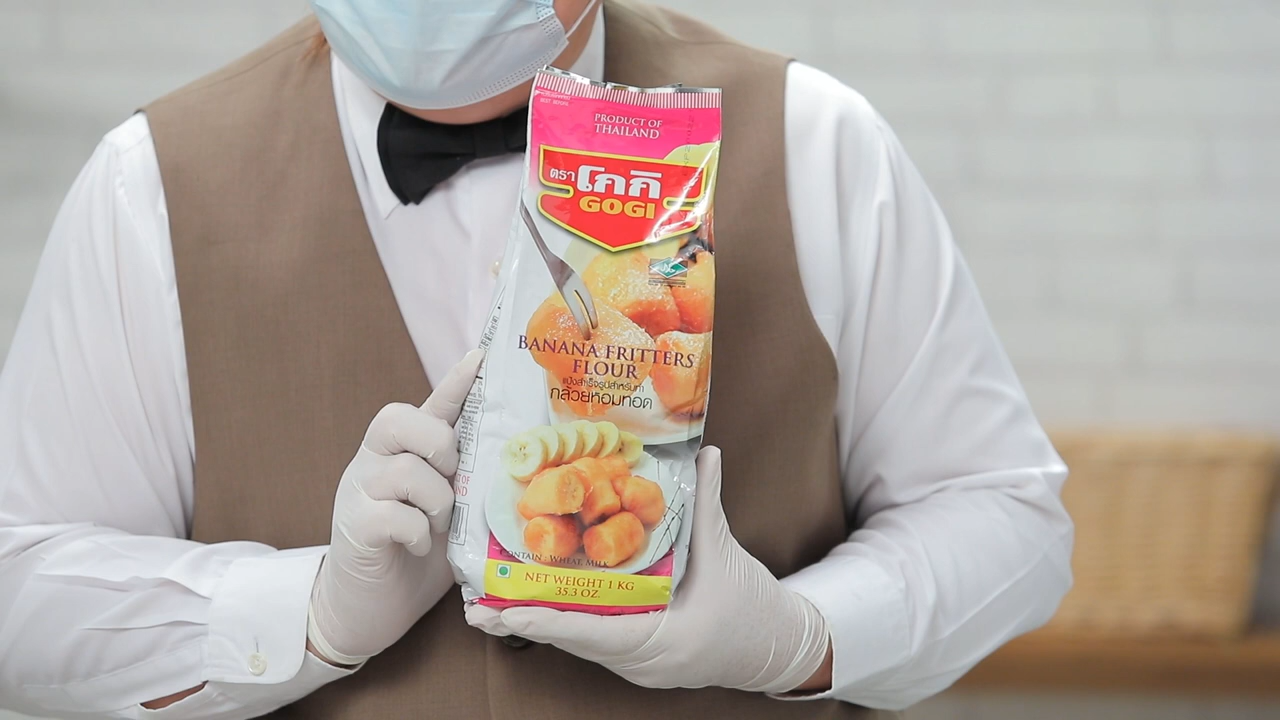 BEST BEFORE
PRODUCT OF
THAILAND
ตรา โกกิ
GOGI
BANANA FRITTERS
FLOUR
แป้งสำเร็จรูปสำหรับทำ
กล้วยหอมทอด
CONTAIN : WHEAT, MILK
NET WEIGHT 1 KG
35.3 OZ.